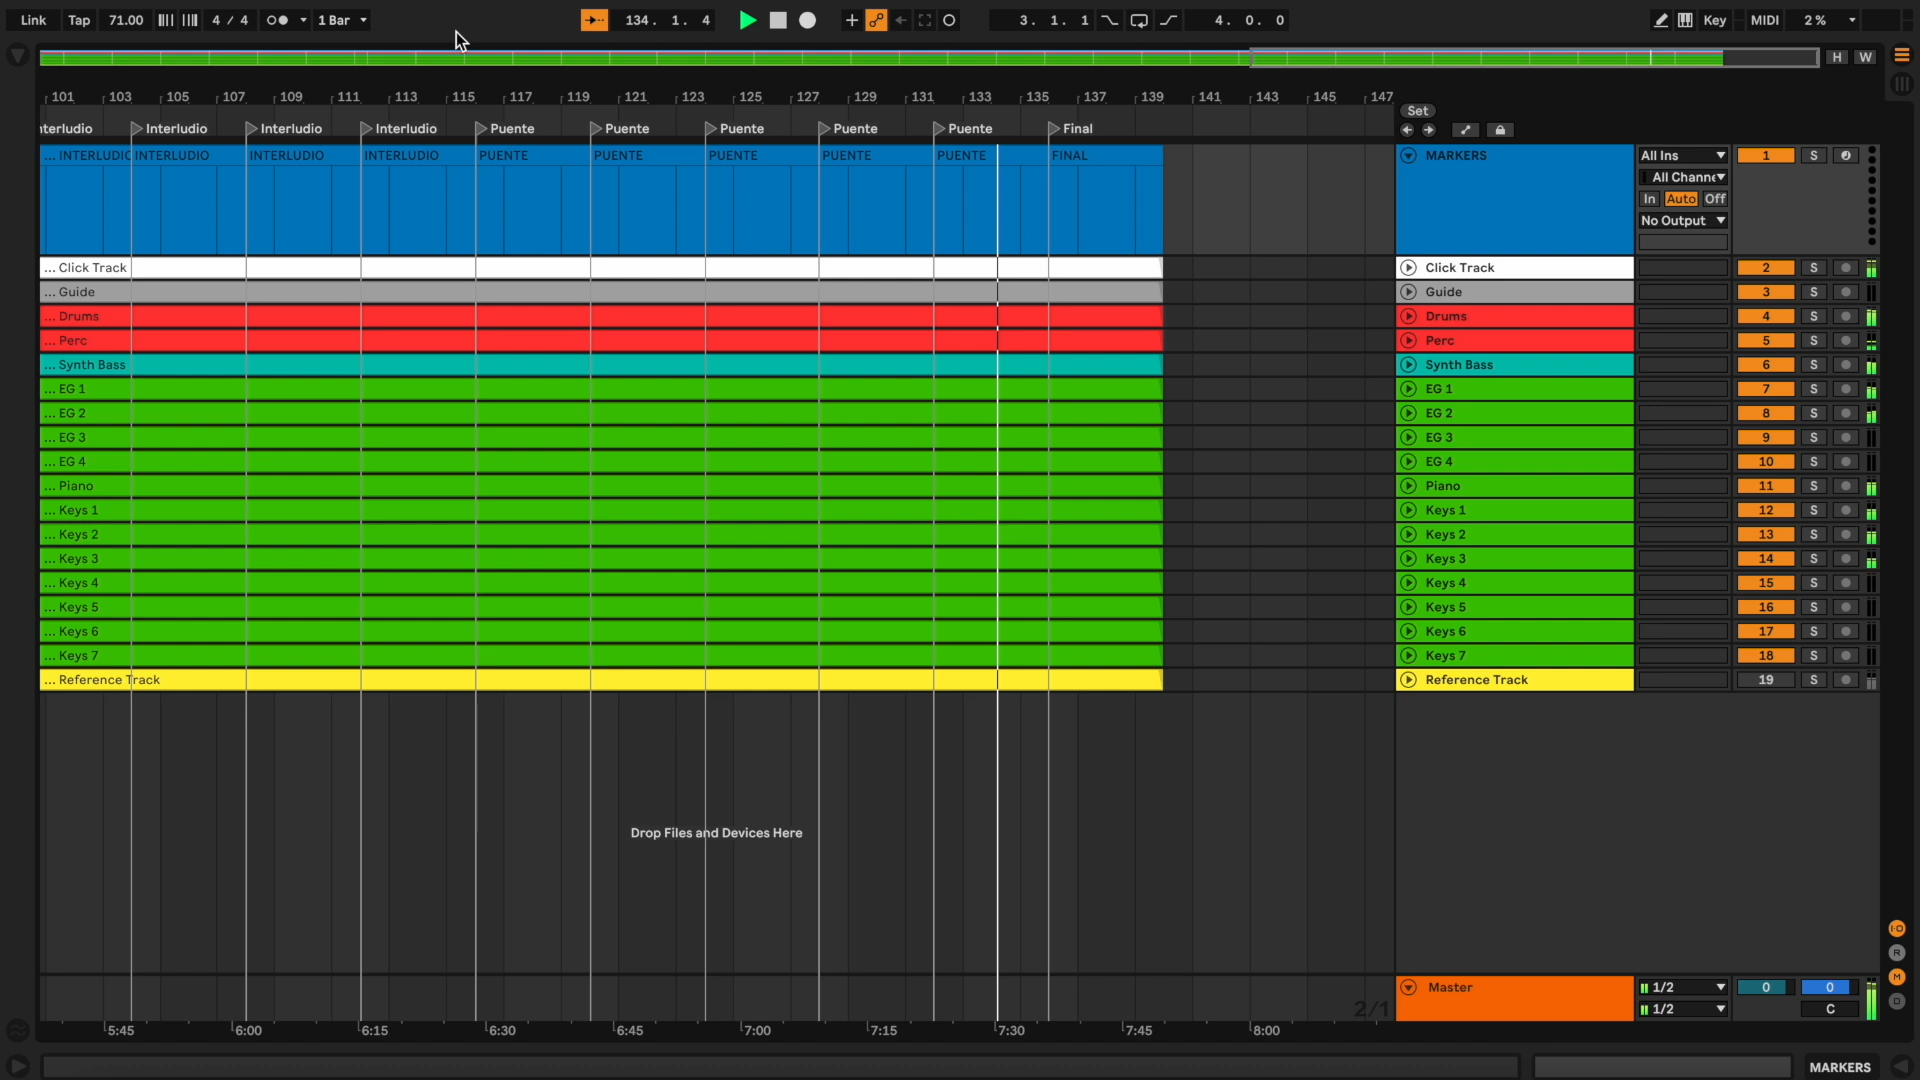 Link Tap 71.00 4 / 4 1 Bar 134. 1. 4 3. 1. 1 4. 0. 0 Key MIDI 2 %
H W
101 103 105 107 109 111 113 115 117 119 121 123 125 127 129 131 133 135 137 139 141 143 145 147
Set
nterludio Interludio Interludio Interludio Puente Puente Puente Puente Puente Final
... INTERLUDIO INTERLUDIO INTERLUDIO INTERLUDIO PUENTE PUENTE PUENTE PUENTE PUENTE FINAL MARKERS All Ins 1 S
All Channe
In Auto Off
No Output
... Click Track Click Track 2 S
... Guide Guide 3 S
... Drums Drums 4 S
... Perc Perc 5 S
... Synth Bass Synth Bass 6 S
... EG 1 EG 1 7 S
... EG 2 EG 2 8 S
... EG 3 EG 3 9 S
... EG 4 EG 4 10 S
... Piano Piano 11 S
... Keys 1 Keys 1 12 S
... Keys 2 Keys 2 13 S
... Keys 3 Keys 3 14 S
... Keys 4 Keys 4 15 S
... Keys 5 Keys 5 16 S
... Keys 6 Keys 6 17 S
... Keys 7 Keys 7 18 S
... Reference Track Reference Track 19 S
Drop Files and Devices Here
I·O
R
M
D
Master 1/2 0 0
2/1 1/2 C
5:45 6:00 6:15 6:30 6:45 7:00 7:15 7:30 7:45 8:00
MARKERS